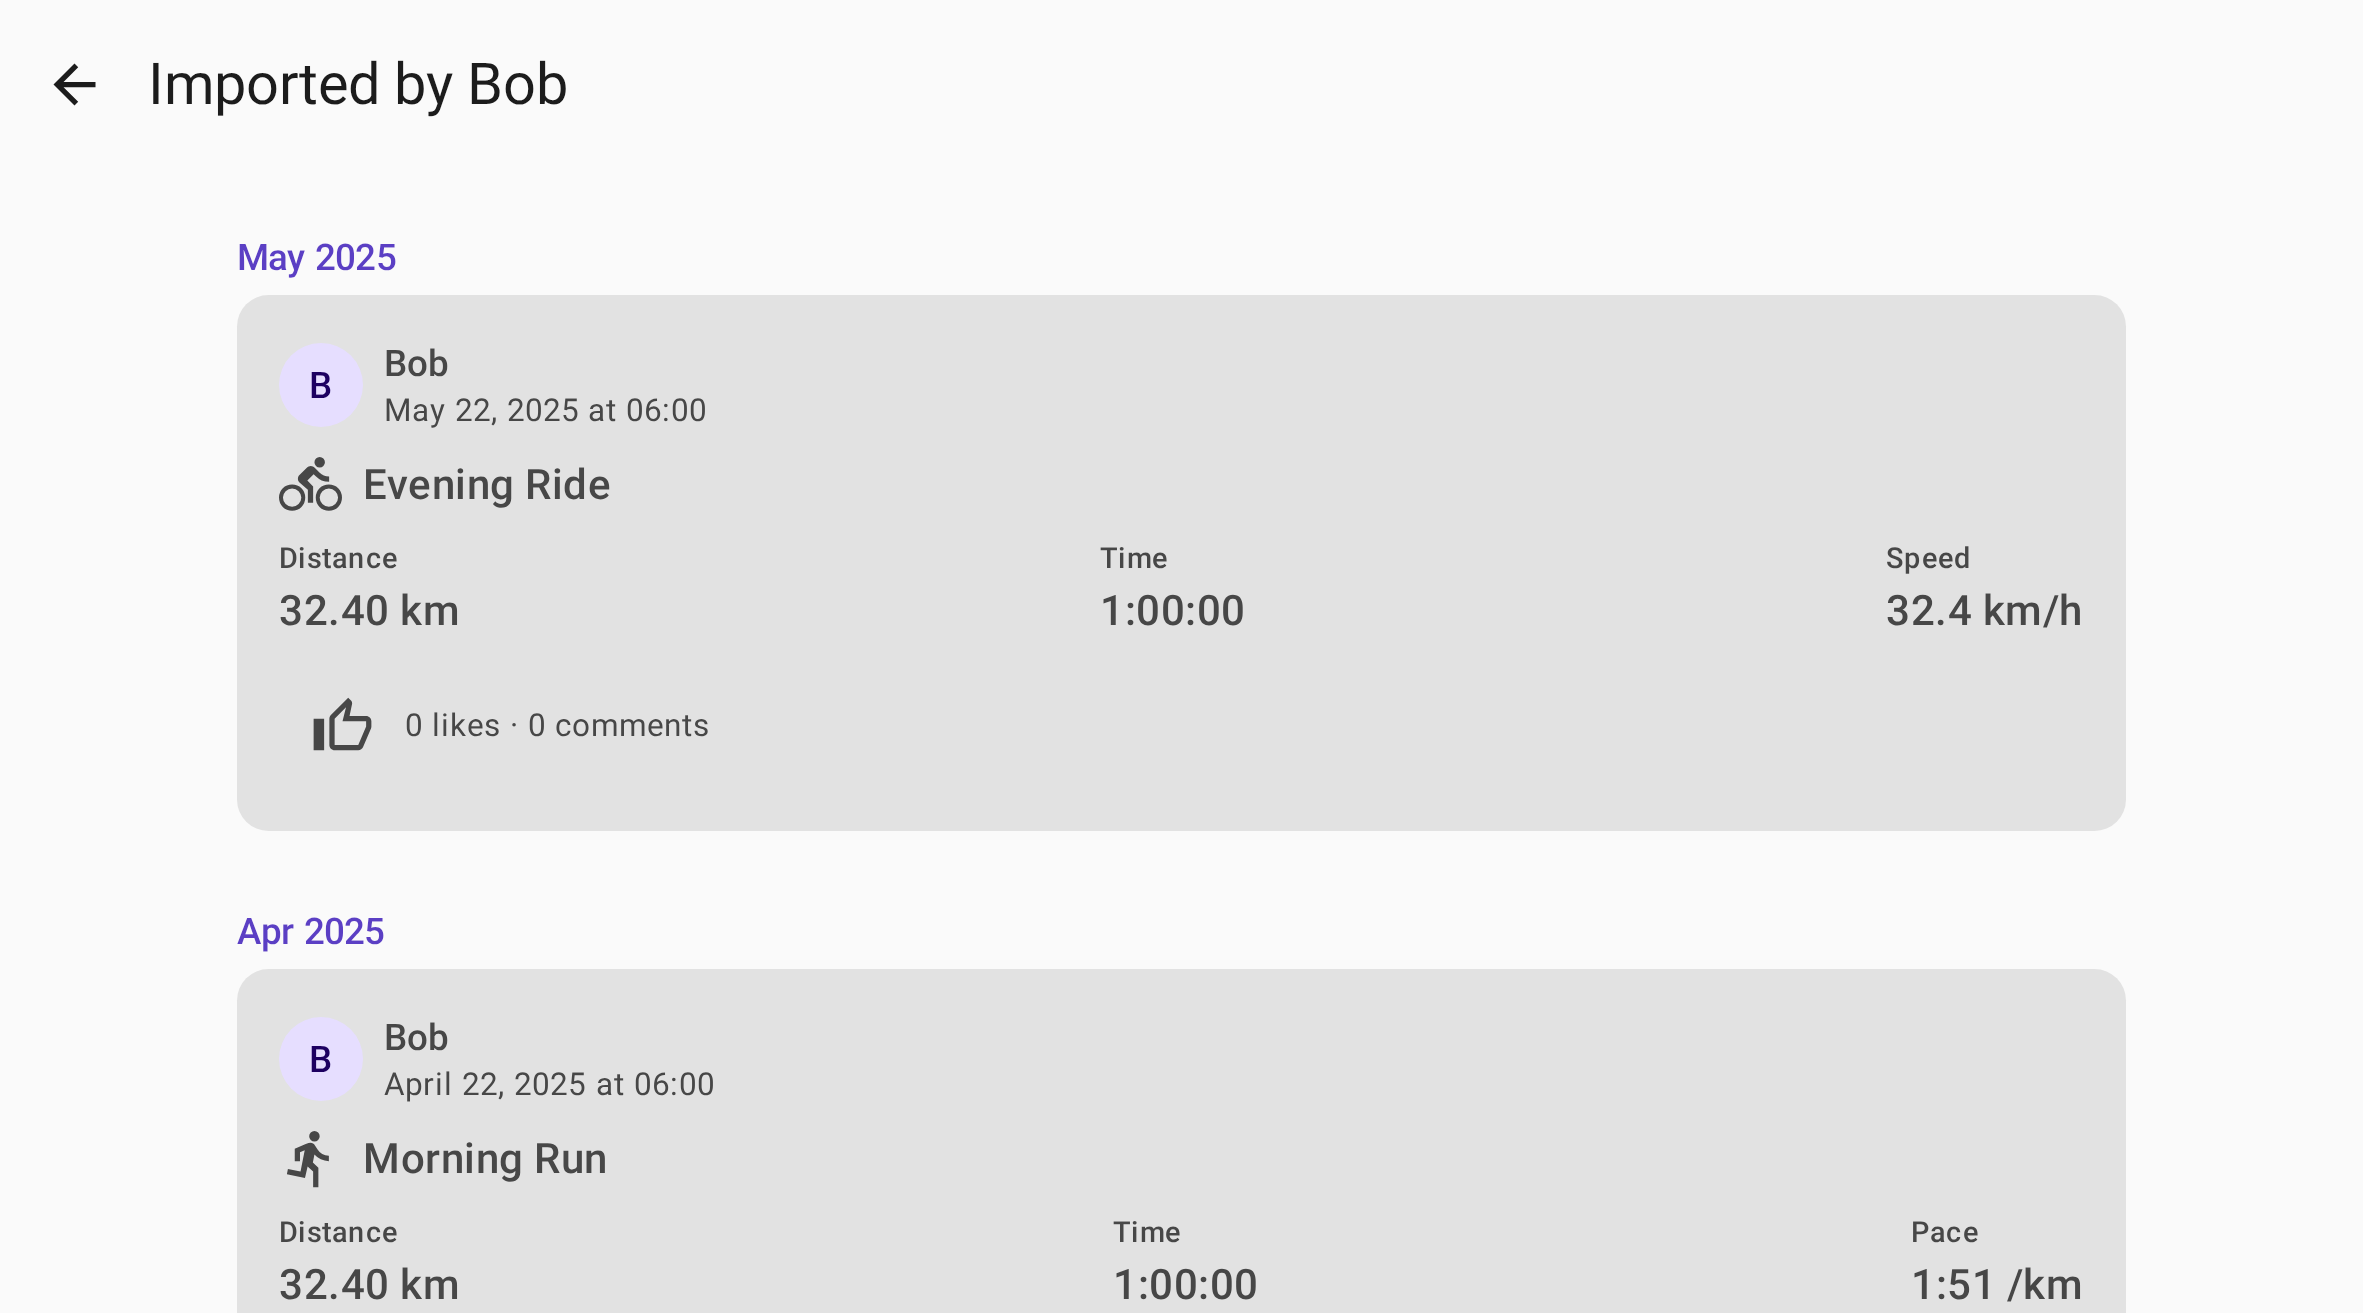 Imported by Bob
May 2025
B
Bob
May 22, 2025 at 06:00
Evening Ride
Distance
Time
Speed
32.40 km
1:00:00
32.4 km/h
0 likes · 0 comments
Apr 2025
B
Bob
April 22, 2025 at 06:00
Morning Run
Distance
Time
Pace
32.40 km
1:00:00
1:51 /km